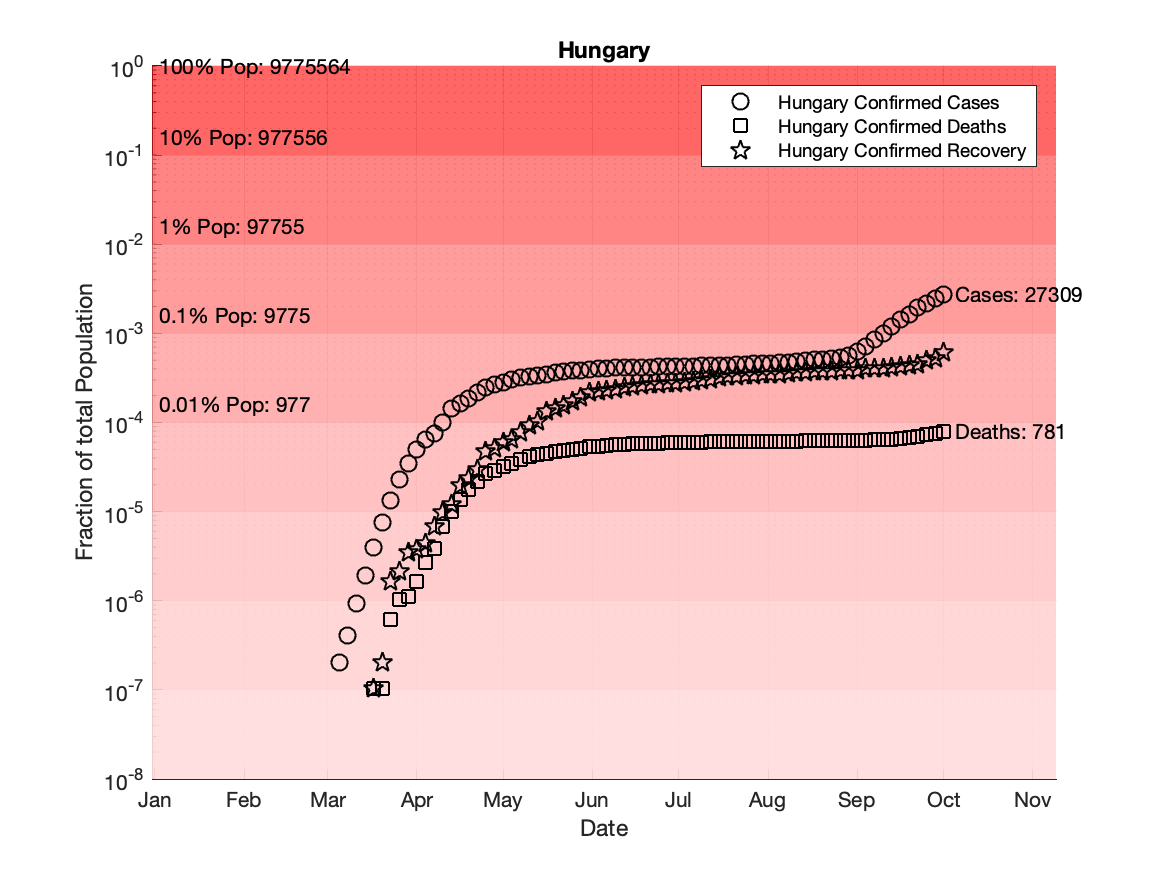 Hungary
10^0
100% Pop: 9775564
Hungary Confirmed Cases
Hungary Confirmed Deaths
Hungary Confirmed Recovery
10% Pop: 977556
10^-1
1% Pop: 97755
10^-2
Cases: 27309
0.1% Pop: 9775
10^-3
0.01% Pop: 977
10^-4
Deaths: 781
10^-5
10^-6
10^-7
10^-8
Fraction of total Population
Jan Feb Mar Apr May Jun Jul Aug Sep Oct Nov
Date